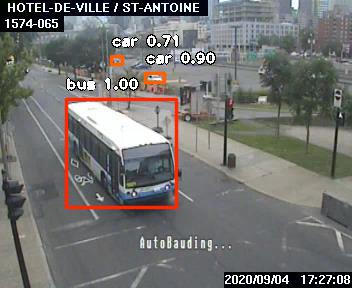 HOTEL-DE-VILLE / ST-ANTOINE
1574-065
car 0.71
car 0.90
bus 1.00
AutoBauding...
2020/09/04 17:27:08